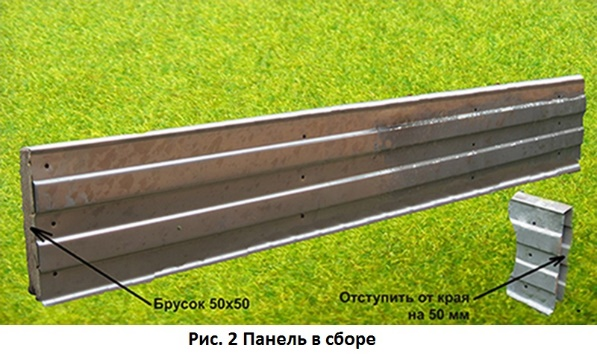 Брусок 50х50
Отступить от края
на 50 мм
Рис. 2 Панель в сборе